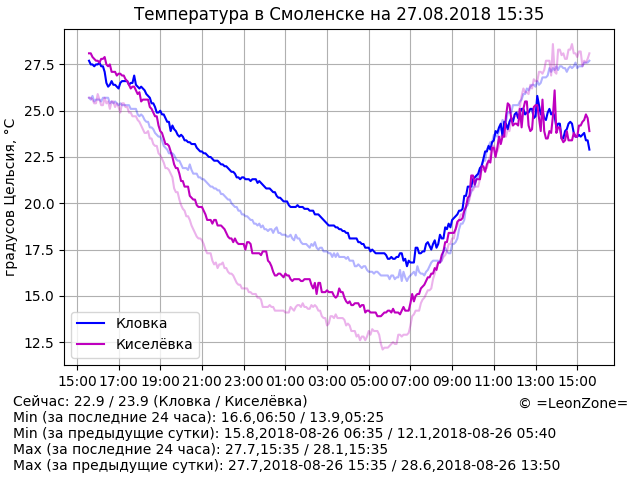 Температура в Смоленске на 27.08.2018 15:35
градусов Цельсия, °C
27.5
25.0
22.5
20.0
17.5
15.0
12.5
Кловка
Киселёвка
15:00 17:00 19:00 21:00 23:00 01:00 03:00 05:00 07:00 09:00 11:00 13:00 15:00
Сейчас: 22.9 / 23.9 (Кловка / Киселёвка)
© =LeonZone=
Min (за последние 24 часа): 16.6,06:50 / 13.9,05:25
Min (за предыдущие сутки): 15.8,2018-08-26 06:35 / 12.1,2018-08-26 05:40
Max (за последние 24 часа): 27.7,15:35 / 28.1,15:35
Max (за предыдущие сутки): 27.7,2018-08-26 15:35 / 28.6,2018-08-26 13:50